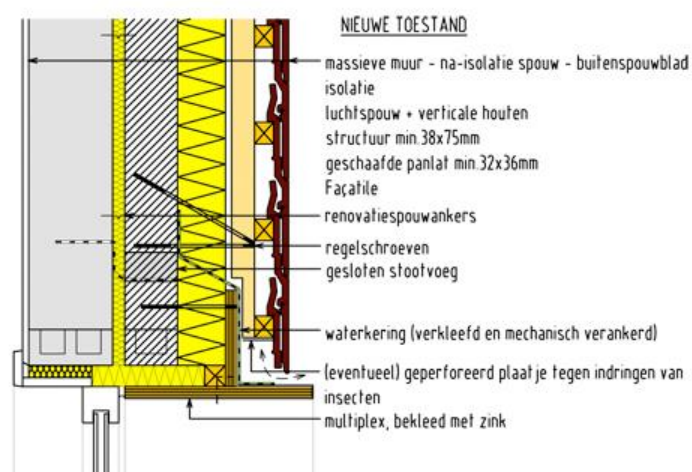 NIEUWE TOESTAND
massieve muur - na-isolatie spouw - buitenspouwblad
isolatie
luchtspouw + verticale houten
structuur min.38x75mm
geschaafde panlat min.32x36mm
Façatile
renovatiespouwankers
regelschroeven
gesloten stootvoeg
waterkering (verkleefd en mechanisch verankerd)
(eventueel) geperforeerd plaatje tegen indringen van
insecten
multiplex, bekleed met zink